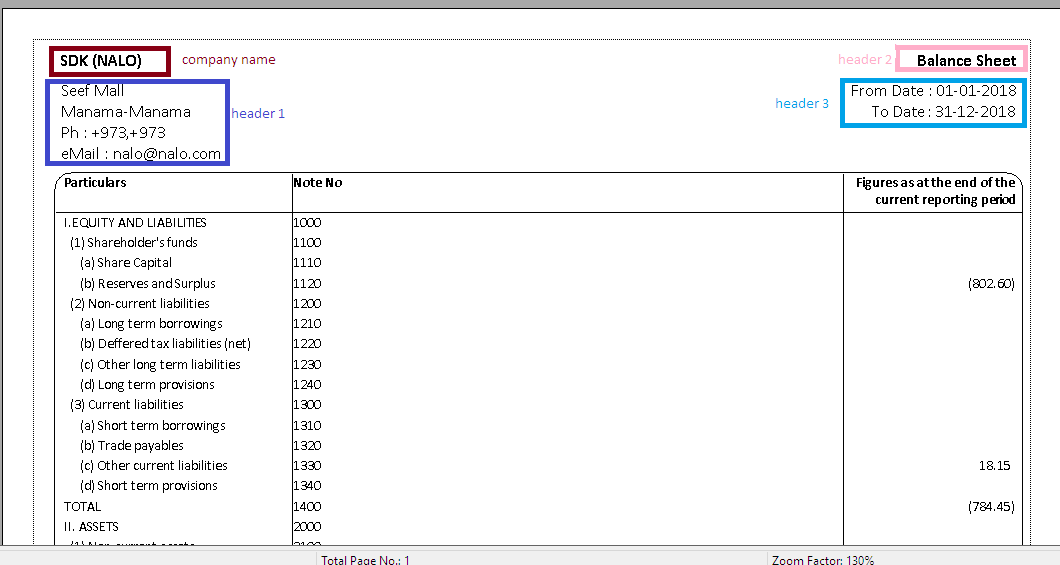 SDK (NALO) company name header 2 Balance Sheet
Seef Mall From Date : 01-01-2018
Manama-Manama header 1 header 3 To Date : 31-12-2018
Ph : +973,+973
eMail : nalo@nalo.com
Particulars Note No Figures as at the end of the
current reporting period
I.EQUITY AND LIABILITIES 1000
(1) Shareholder's funds 1100
(a) Share Capital 1110
(b) Reserves and Surplus 1120 (802.60)
(2) Non-current liabilities 1200
(a) Long term borrowings 1210
(b) Deffered tax liabilities (net) 1220
(c) Other long term liabilities 1230
(d) Long term provisions 1240
(3) Current liabilities 1300
(a) Short term borrowings 1310
(b) Trade payables 1320
(c) Other current liabilities 1330 18.15
(d) Short term provisions 1340
TOTAL 1400 (784.45)
II. ASSETS 2000
(1) Non-current assets 2100
Total Page No.: 1 Zoom Factor: 130%